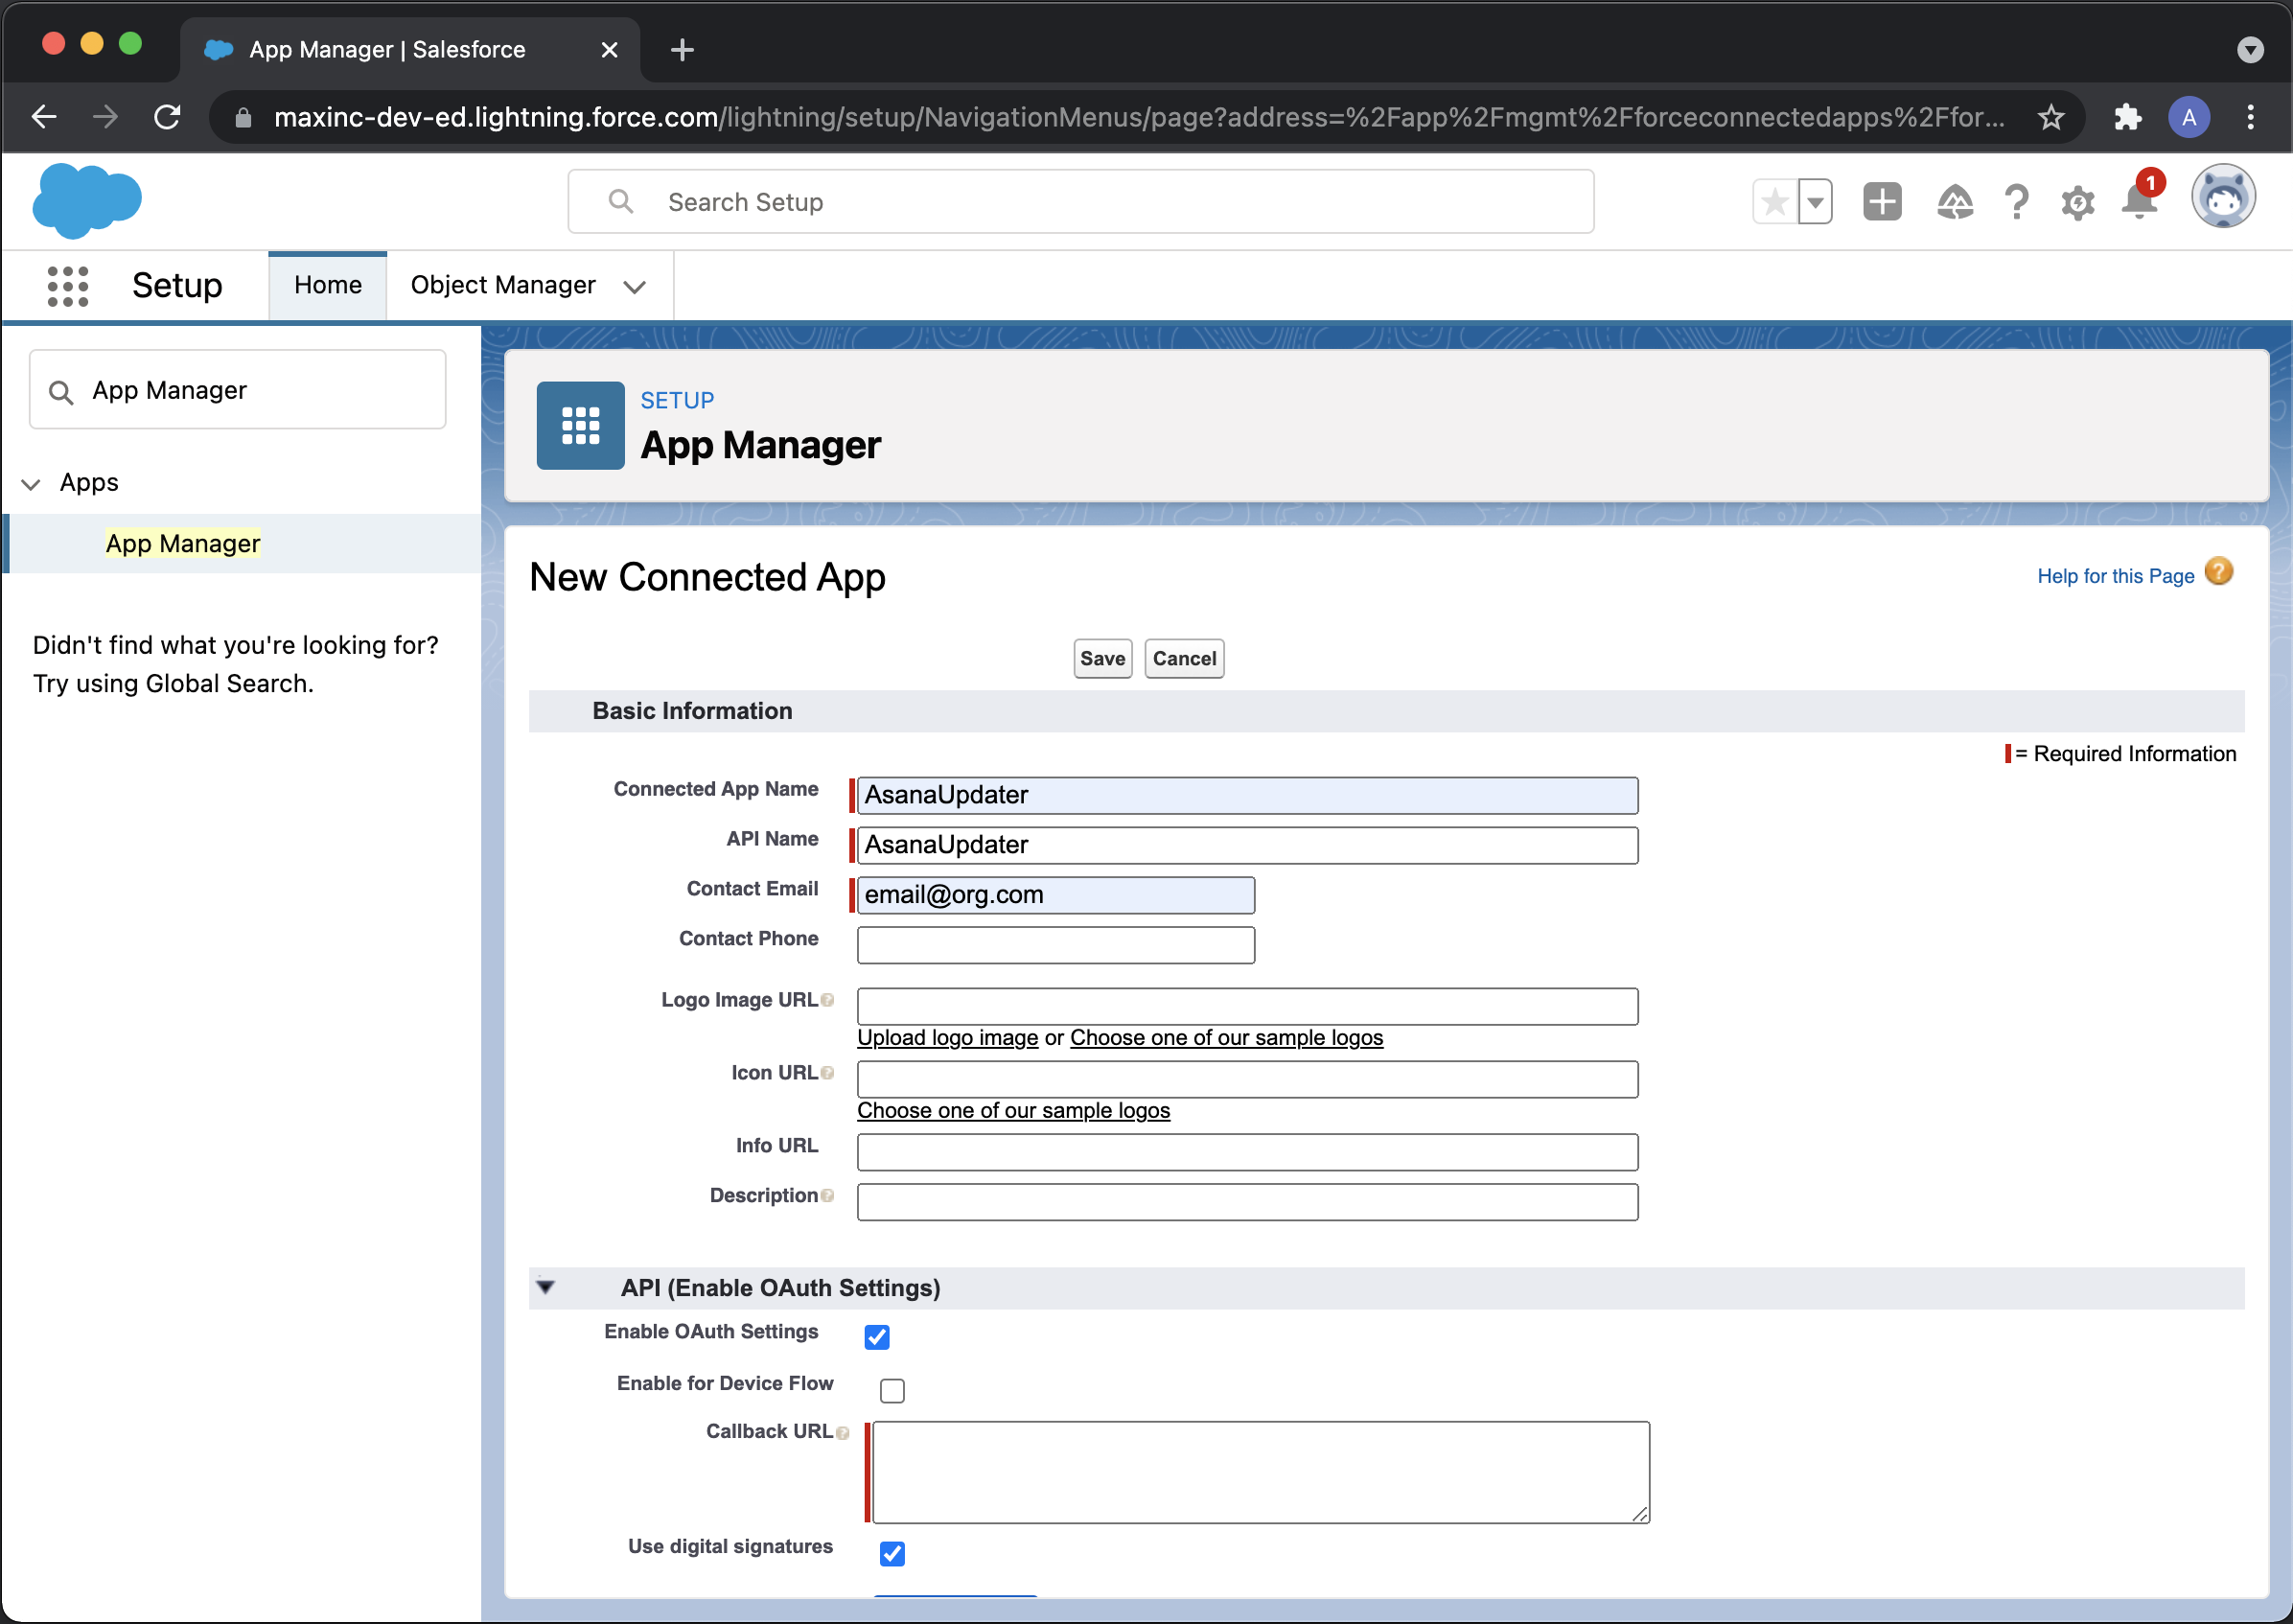 App Manager | Salesforce
maxinc-dev-ed.lightning.force.com/lightning/setup/NavigationMenus/page?address=%2Fapp%2Fmgmt%2Fforceconnectedapps%2Ffor...
A
Search Setup
1
Setup
Home
Object Manager
App Manager
SETUP
App Manager
Apps
App Manager
Didn't find what you're looking for?
Try using Global Search.
New Connected App
Help for this Page ?
Save
Cancel
Basic Information
= Required Information
Connected App Name
AsanaUpdater
API Name
AsanaUpdater
Contact Email
email@org.com
Contact Phone
Logo Image URL
Upload logo image or Choose one of our sample logos
Icon URL
Choose one of our sample logos
Info URL
Description
API (Enable OAuth Settings)
Enable OAuth Settings
Enable for Device Flow
Callback URL
Use digital signatures